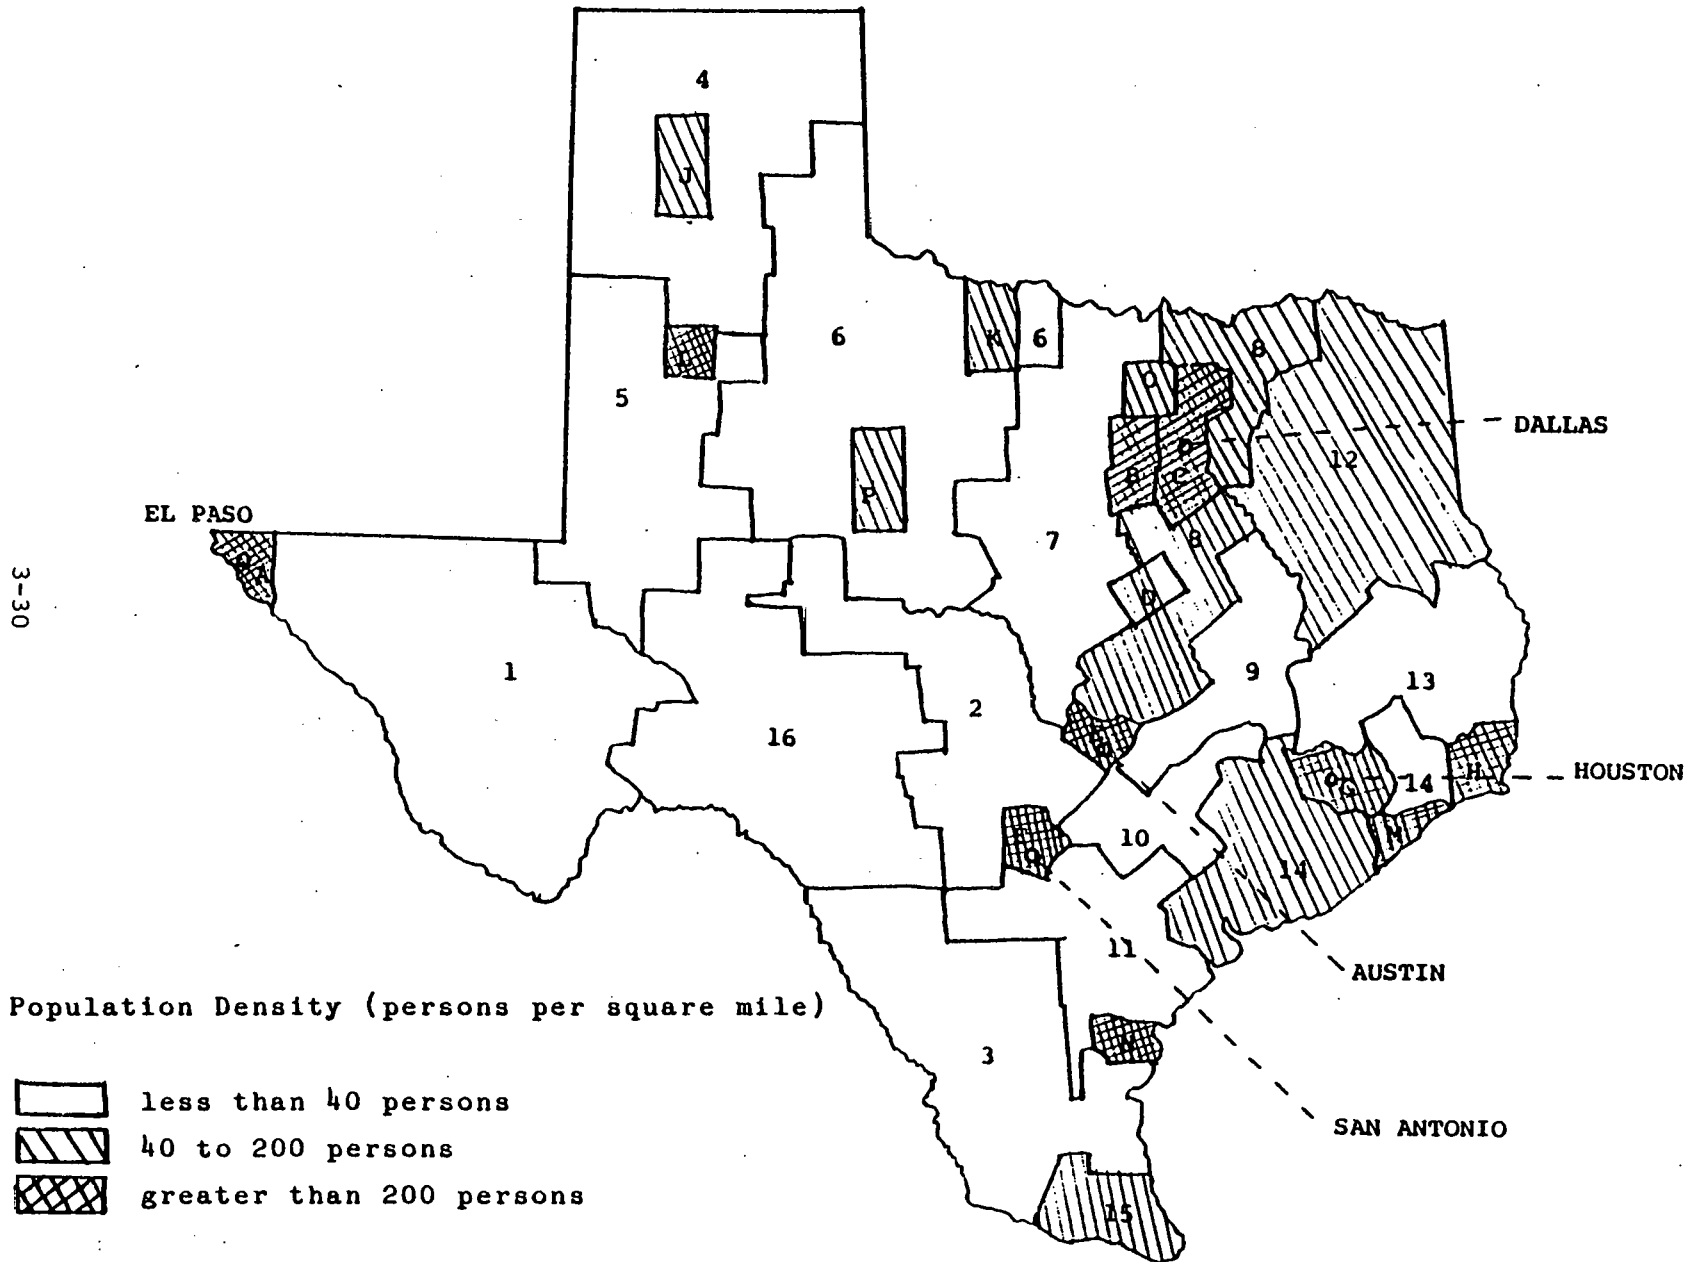 4
J
6
K
6
8
5
O
DALLAS
12
P
B
C
EL PASO
7
8
A
3-30
1
9
13
2
16
G
14
H
HOUSTON
10
M
14
11
AUSTIN
Population Density (persons per square mile)
3
less than 40 persons
SAN ANTONIO
40 to 200 persons
greater than 200 persons
15